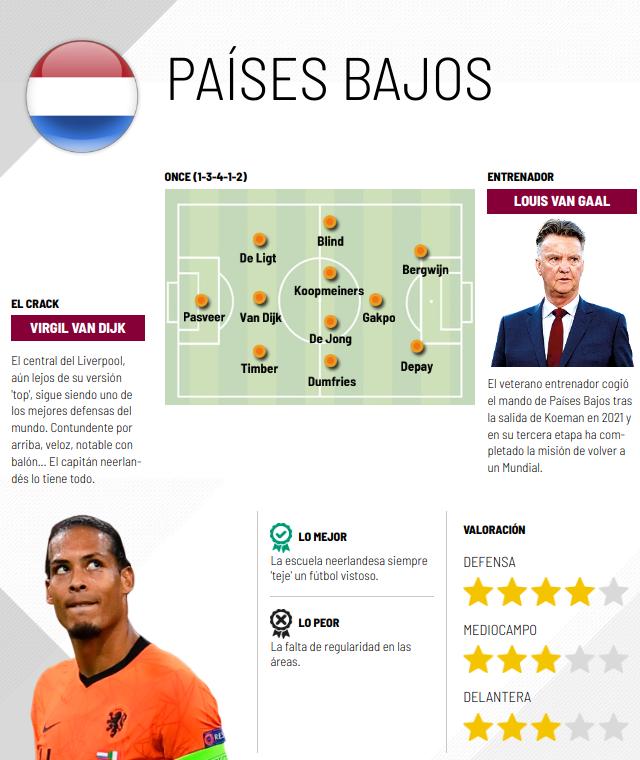 PAÍSES BAJOS
ONCE (1-3-4-1-2)
Pasveer
De Ligt
Van Dijk
Timber
Blind
Koopmeiners
De Jong
Dumfries
Gakpo
Bergwijn
Depay
ENTRENADOR
LOUIS VAN GAAL
El veterano entrenador cogió
el mando de Países Bajos tras
la salida de Koeman en 2021 y
en su tercera etapa ha com-
pletado la misión de volver a
un Mundial.
EL CRACK
VIRGIL VAN DIJK
El central del Liverpool,
aún lejos de su versión
'top', sigue siendo uno de
los mejores defensas del
mundo. Contundente por
arriba, veloz, notable con
balón... El capitán neerlan-
dés lo tiene todo.
LO MEJOR
La escuela neerlandesa siempre
'teje' un fútbol vistoso.
LO PEOR
La falta de regularidad en las
áreas.
VALORACIÓN
DEFENSA
MEDIOCAMPO
DELANTERA